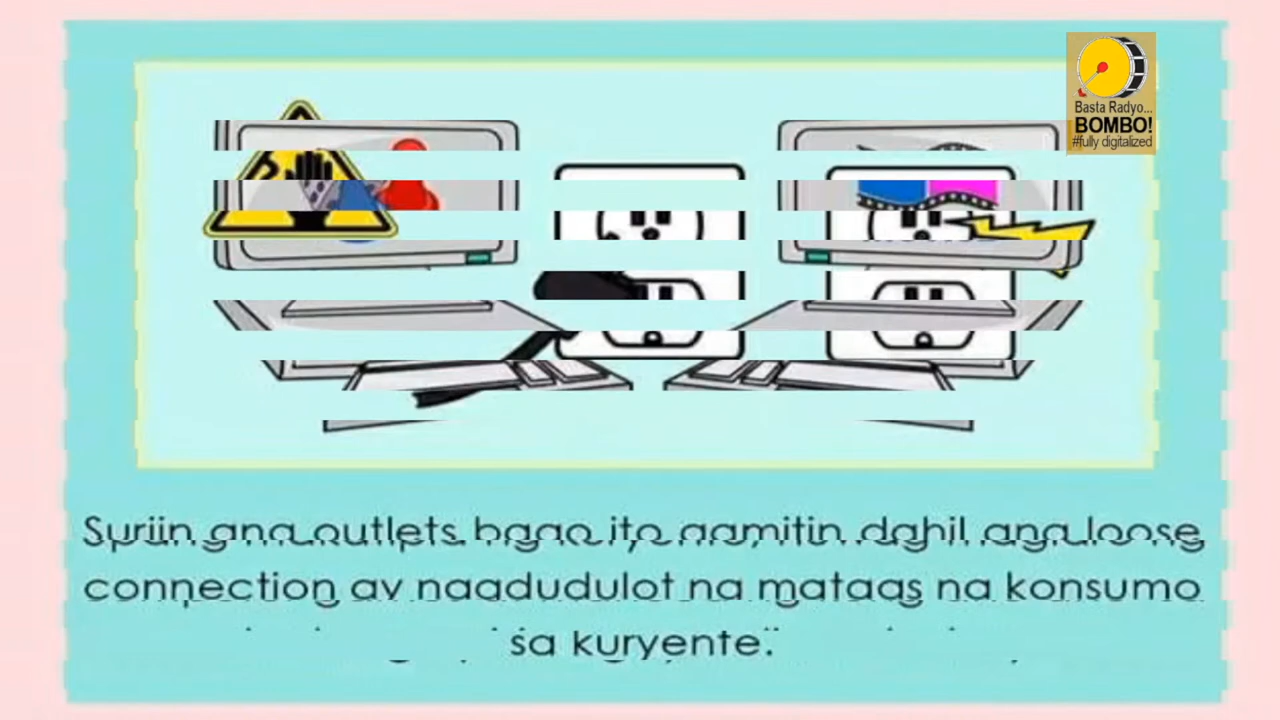 Basta Radyo...
BOMBO!
#fully digitalized
Suriin ang outlets bago ito gamitin dahil ang loose
connection ay nagdudulot na mataas na konsumo
sa kuryente.